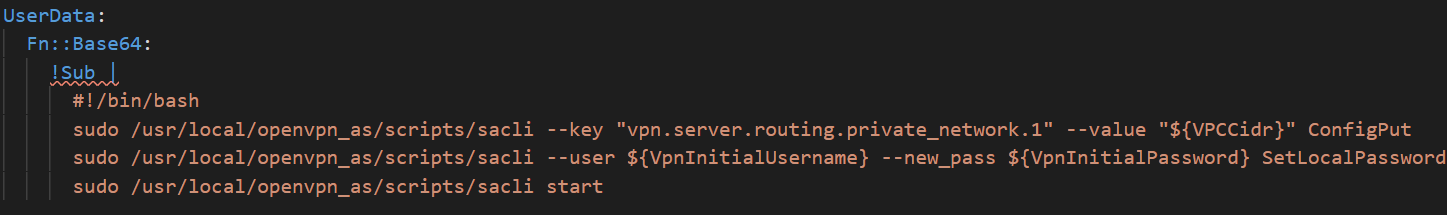 UserData:
Fn::Base64:
!Sub |
#!/bin/bash
sudo /usr/local/openvpn_as/scripts/sacli --key "vpn.server.routing.private_network.1" --value "${VPCCidr}" ConfigPut
sudo /usr/local/openvpn_as/scripts/sacli --user ${VpnInitialUsername} --new_pass ${VpnInitialPassword} SetLocalPassword
sudo /usr/local/openvpn_as/scripts/sacli start